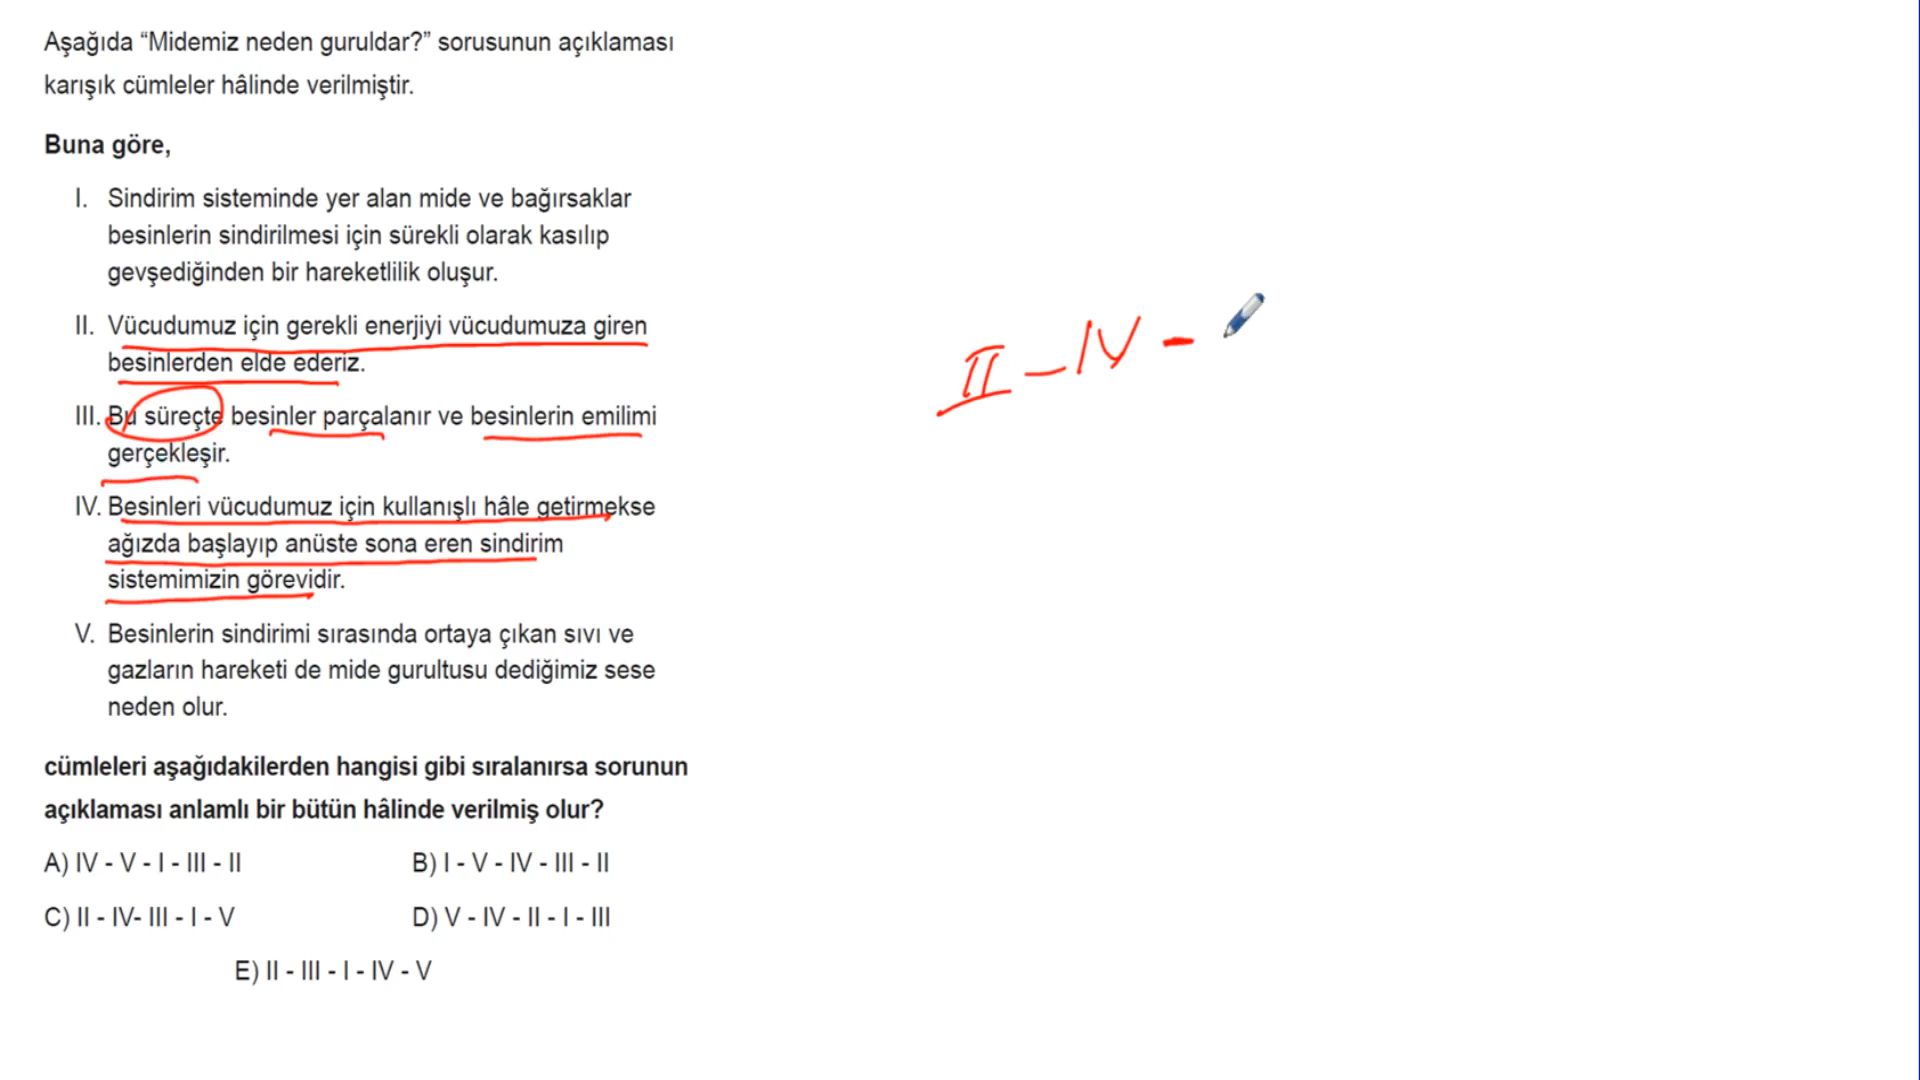 Aşağıda “Midemiz neden guruldar?” sorusunun açıklaması
karışık cümleler hâlinde verilmiştir.
Buna göre,
I. Sindirim sisteminde yer alan mide ve bağırsaklar
besinlerin sindirilmesi için sürekli olarak kasılıp
gevşediğinden bir hareketlilik oluşur.
II. Vücudumuz için gerekli enerjiyi vücudumuza giren
besinlerden elde ederiz.
III. Bu süreçte besinler parçalanır ve besinlerin emilimi
gerçekleşir.
IV. Besinleri vücudumuz için kullanışlı hâle getirmekse
ağızda başlayıp anüste sona eren sindirim
sistemimizin görevidir.
V. Besinlerin sindirimi sırasında ortaya çıkan sıvı ve
gazların hareketi de mide gurultusu dediğimiz sese
neden olur.
cümleleri aşağıdakilerden hangisi gibi sıralanırsa sorunun
açıklaması anlamlı bir bütün hâlinde verilmiş olur?
A) IV - V - I - III - II
B) I - V - IV - III - II
C) II - IV- III - I - V
D) V - IV - II - I - III
E) II - III - I - IV - V
II - IV -